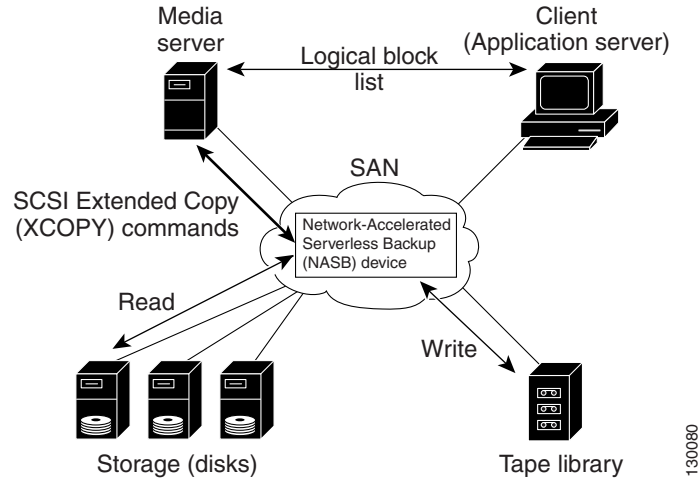 Media
server
Client
(Application server)
Logical block
list
SAN
SCSI Extended Copy
(XCOPY) commands
Network-Accelerated
Serverless Backup
(NASB) device
Read
Write
Storage (disks)
Tape library
130080